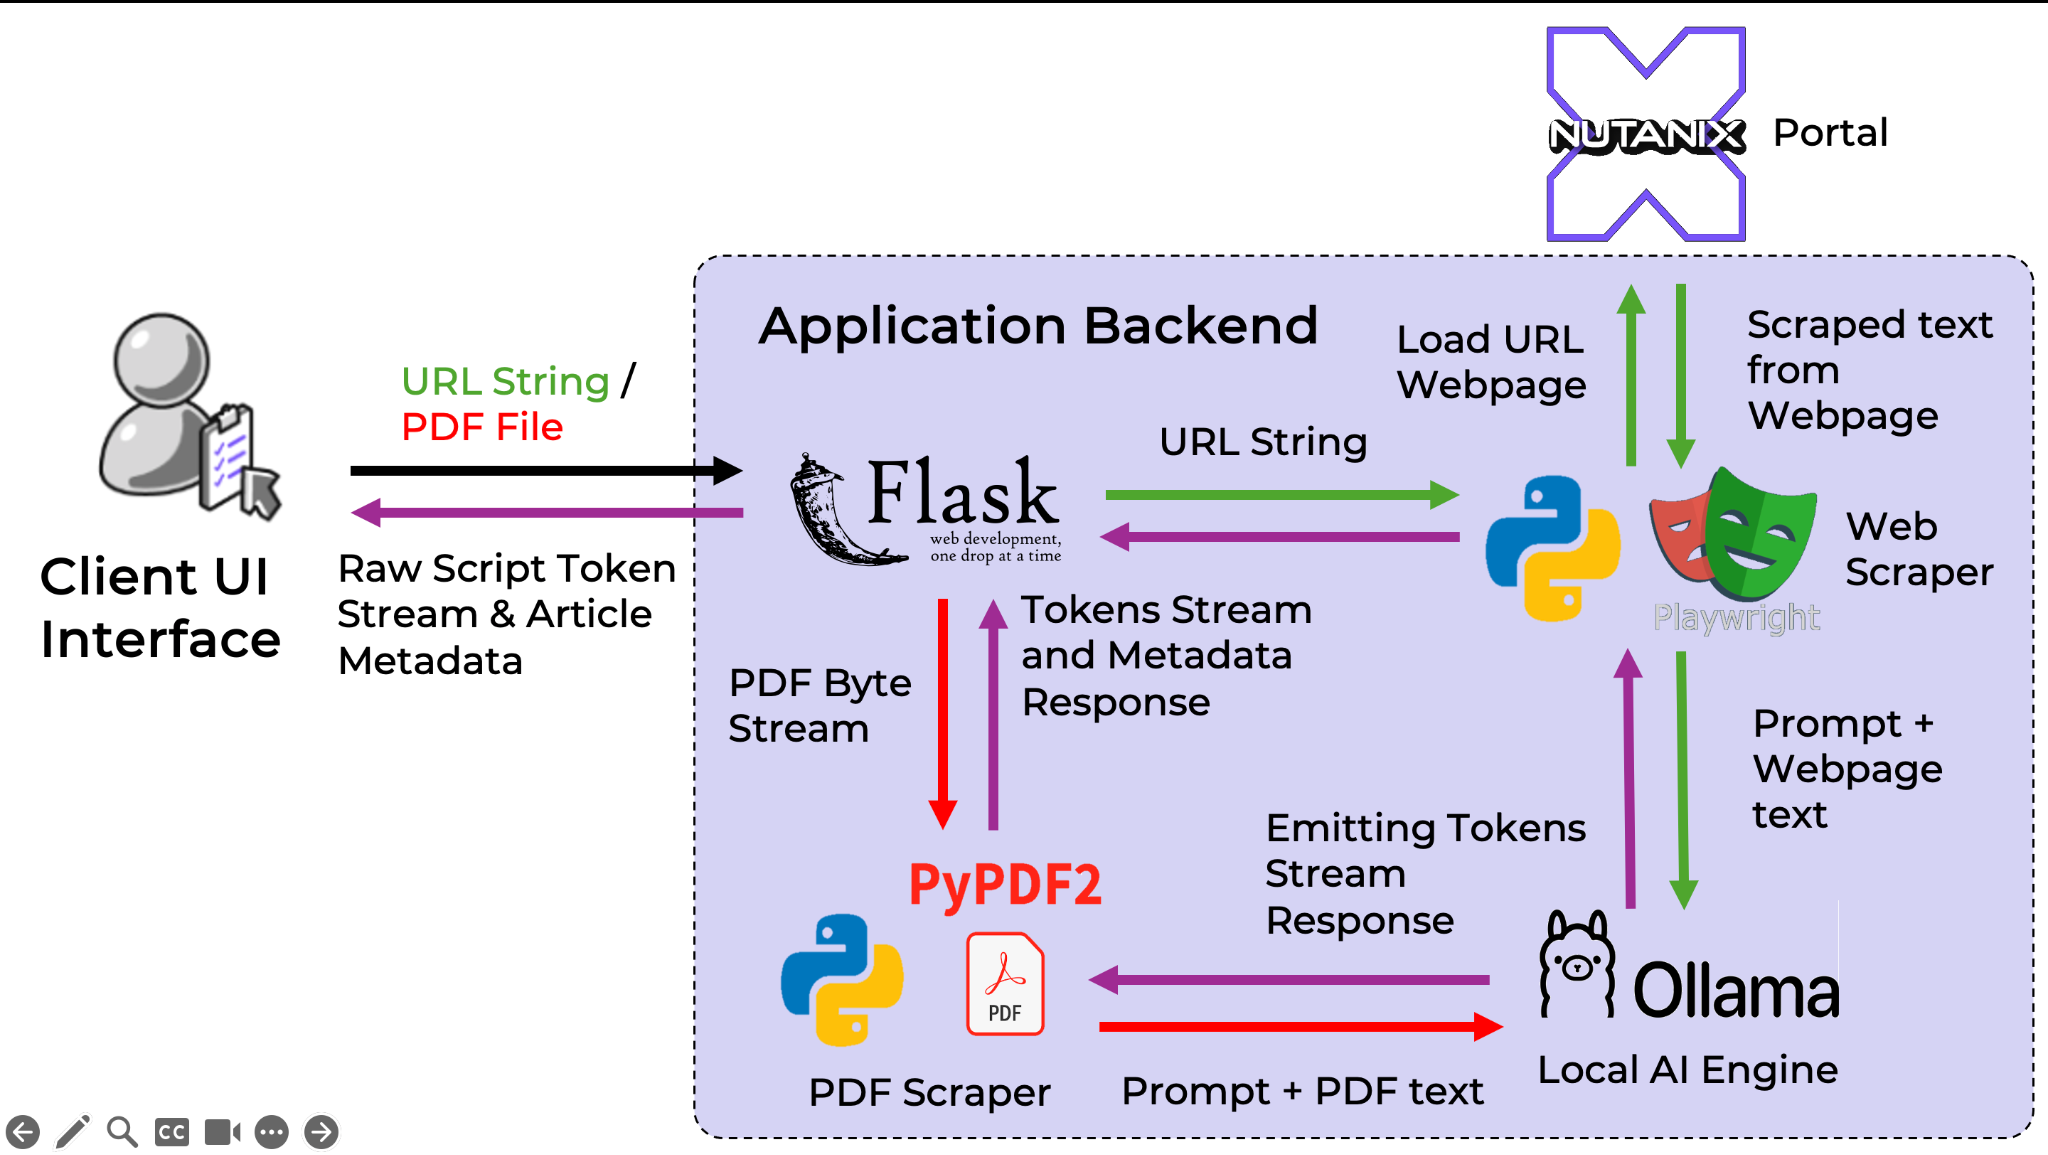 NUTANIX
Portal
Application Backend
Load URL
Webpage
Scraped text
from
Webpage
URL String /
PDF File
URL String
Flask
web development,
one drop at a time
Client UI
Interface
Raw Script Token
Stream & Article
Metadata
Web
Scraper
Playwright
Tokens Stream
and Metadata
Response
PDF Byte
Stream
Prompt +
Webpage
text
Emitting Tokens
Stream
Response
PyPDF2
PDF
Ollama
PDF Scraper
Prompt + PDF text
Local AI Engine
CC